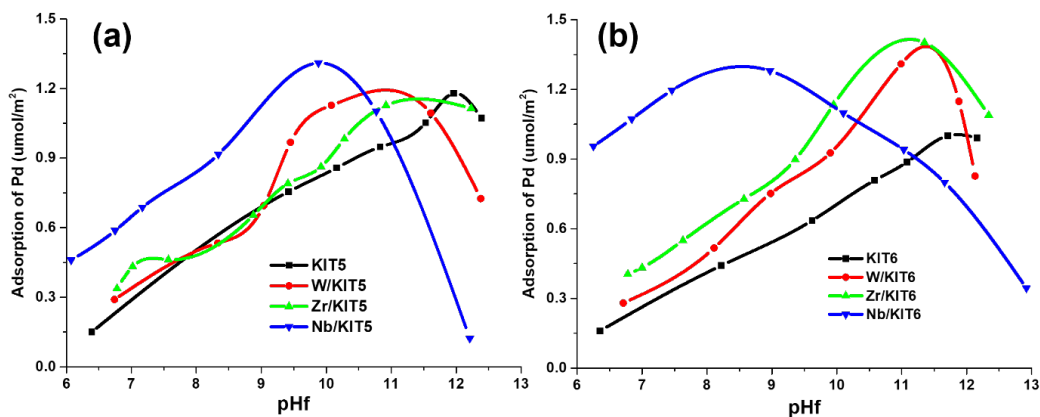 (a)
Adsorption of Pd (umol/m²)
1.5
1.2
0.9
0.6
0.3
0.0
KIT5
W/KIT5
Zr/KIT5
Nb/KIT5
6 7 8 9 10 11 12 13
pHf
(b)
Adsorption of Pd (umol/m²)
1.5
1.2
0.9
0.6
0.3
0.0
KIT6
W/KIT6
Zr/KIT6
Nb/KIT6
6 7 8 9 10 11 12 13
pHf